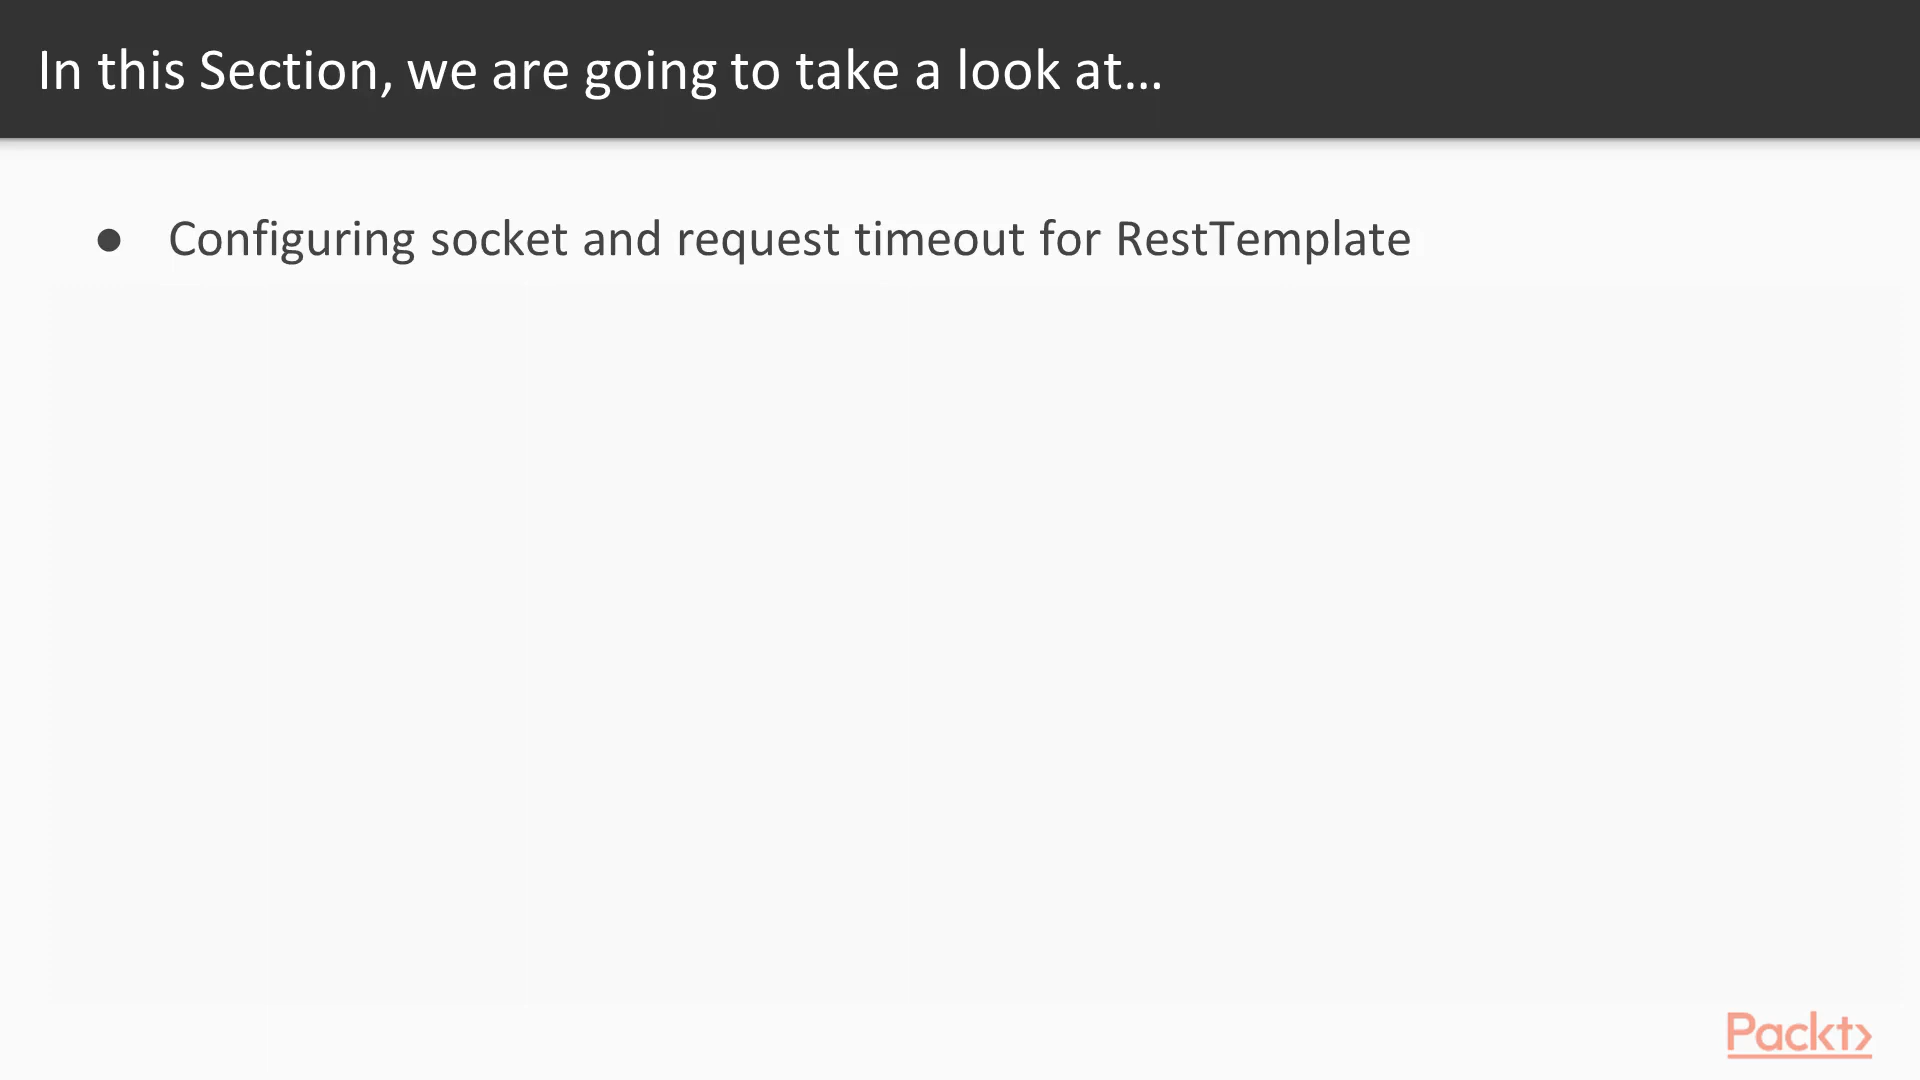 In this Section, we are going to take a look at...
● Configuring socket and request timeout for RestTemplate
Packt>